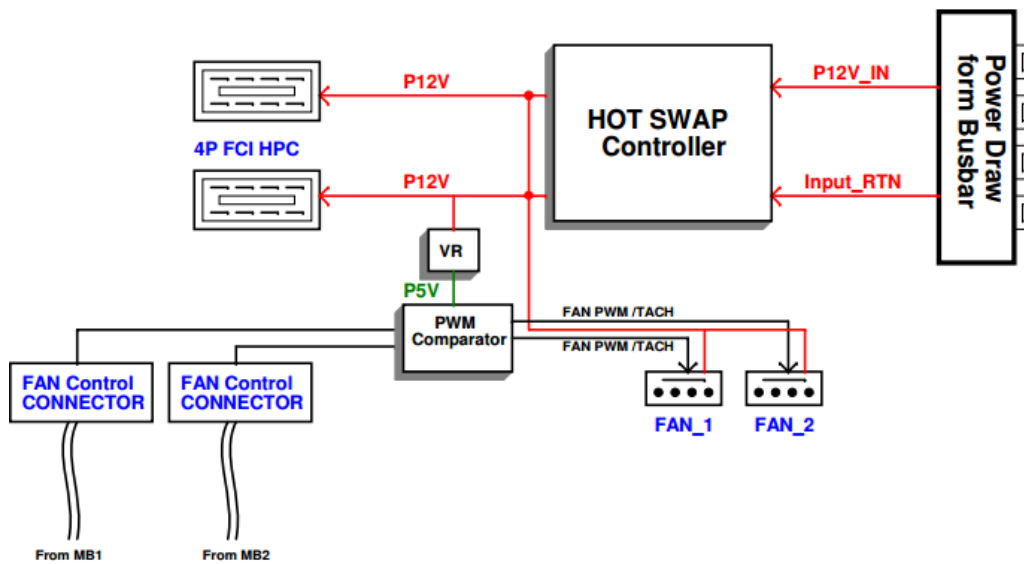 P12V
HOT SWAP
Controller
P12V_IN
Power Draw
form Busbar
4P FCI HPC
P12V
Input_RTN
VR
P5V
PWM
Comparator
FAN PWM /TACH
FAN PWM /TACH
FAN Control
CONNECTOR
FAN Control
CONNECTOR
FAN_1
FAN_2
From MB1
From MB2